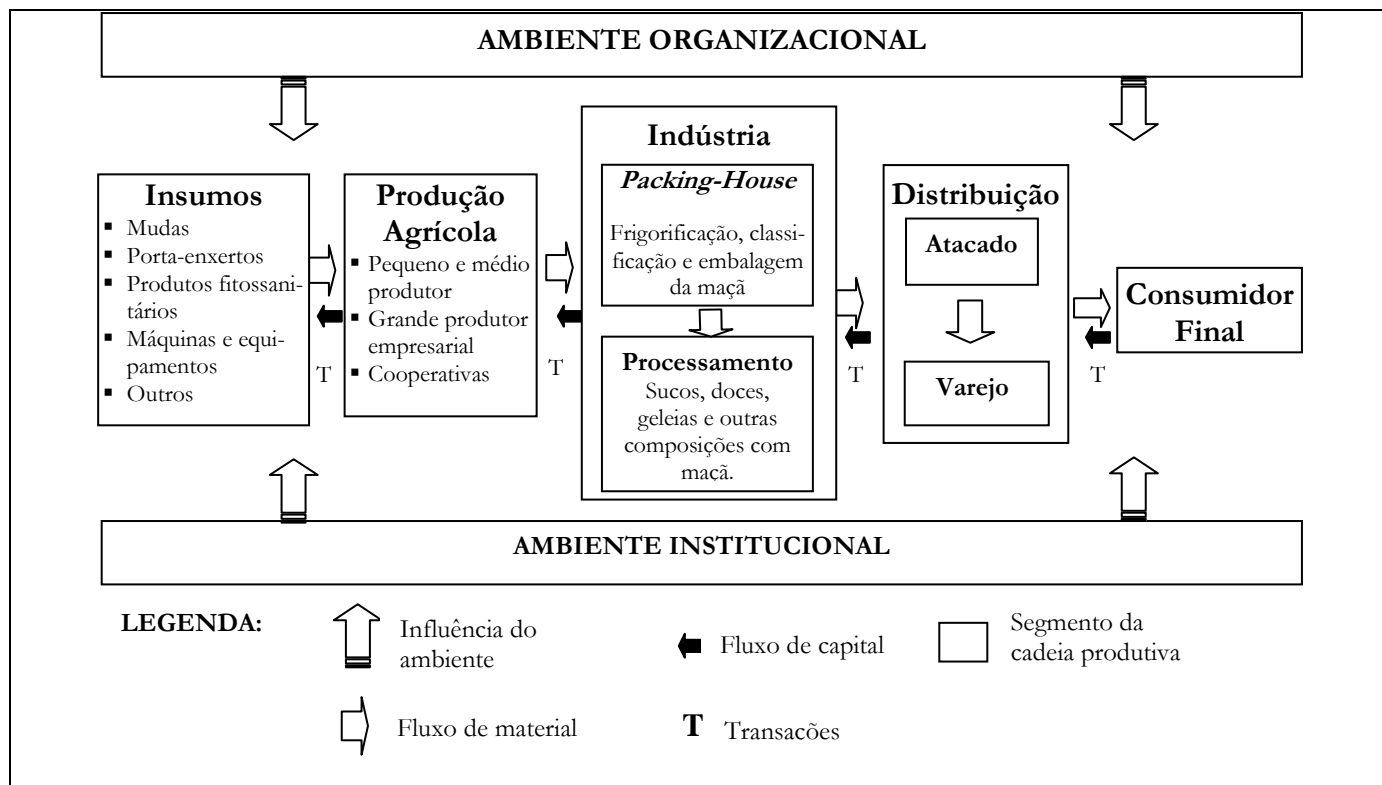 AMBIENTE ORGANIZACIONAL
Insumos
▪ Mudas
▪ Porta-enxertos
▪ Produtos fitossani-
tários
▪ Máquinas e equi-
pamentos
▪ Outros
T
Produção
Agrícola
▪ Pequeno e médio
produtor
▪ Grande produtor
empresarial
▪ Cooperativas
T
Indústria
Packing-House
Frigorificação, classi-
ficação e embalagem
da maçã
Processamento
Sucos, doces,
geleias e outras
composições com
maçã.
T
Distribuição
Atacado
Varejo
T
Consumidor
Final
AMBIENTE INSTITUCIONAL
LEGENDA:
Influência do
ambiente
Fluxo de capital
Segmento da
cadeia produtiva
Fluxo de material
T Transacões